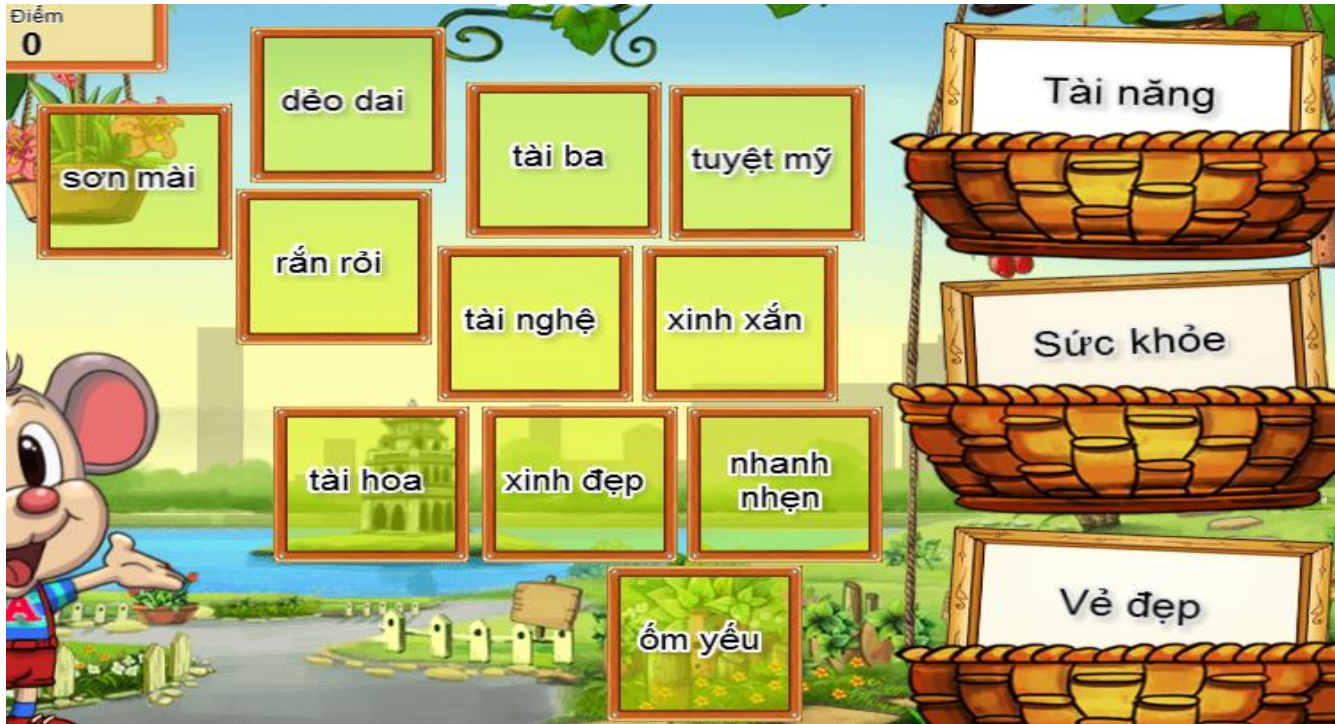 Điểm
0
dẻo dai
tài ba
tuyệt mỹ
sơn mài
rắn rỏi
tài nghệ
xinh xắn
tài hoa
xinh đẹp
nhanh
nhẹn
ốm yếu
Tài năng
Sức khỏe
Vẻ đẹp
A